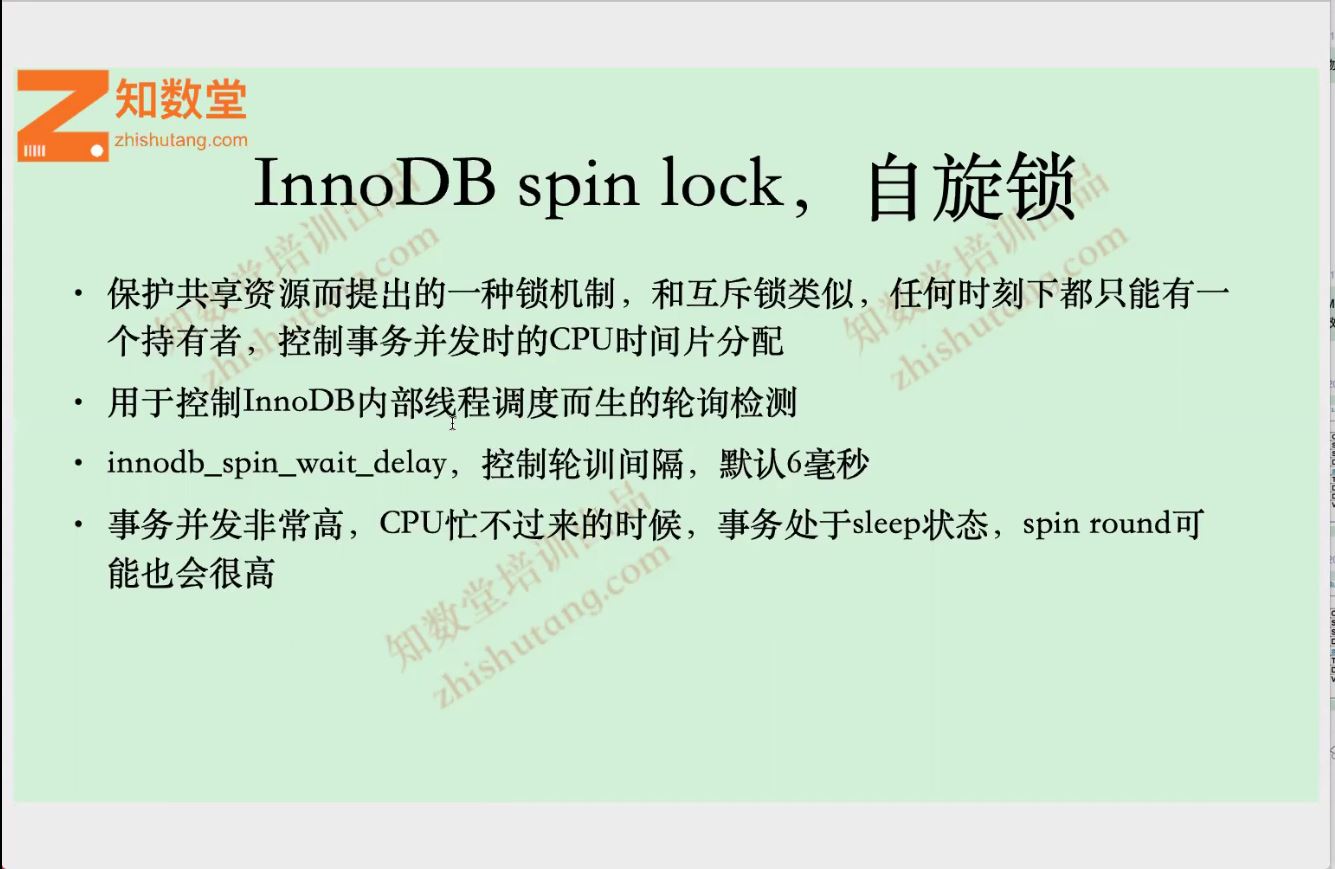 知数堂
zhishutang.com
InnoDB spin lock，自旋锁
• 保护共享资源而提出的一种锁机制，和互斥锁类似，任何时刻下都只能有一
个持有者，控制事务并发时的CPU时间片分配
• 用于控制InnoDB内部线程调度而生的轮询检测
• innodb_spin_wait_delay，控制轮训间隔，默认6毫秒
• 事务并发非常高，CPU忙不过来的时候，事务处于sleep状态，spin round可
能也会很高
知数堂培训出品
zhishutang.com
知数堂培训出品
zhishutang.com
知数堂培训出品
zhishutang.com